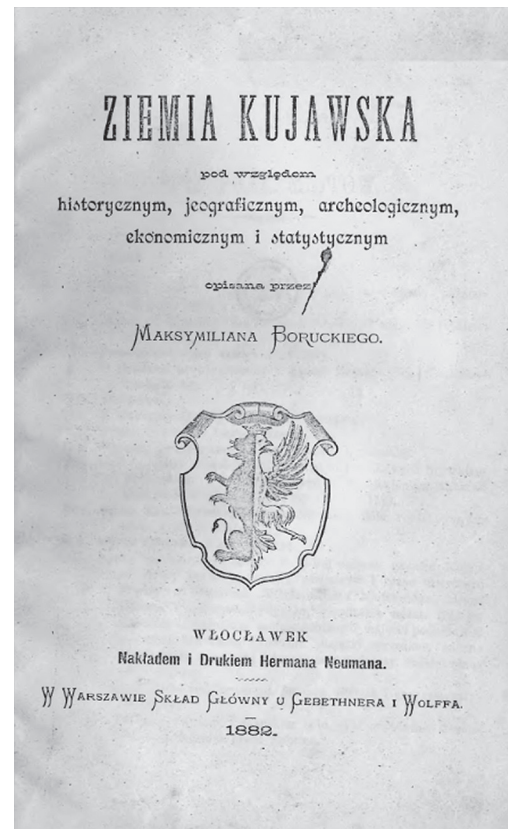 ZIEMIA KUJAWSKA
pod względem
historycznym, jeograficznym, archeologicznym,
ekonomicznym i statystycznym
opisana przez
MAKSYMILIANA BORUCKIEGO.
WŁOCŁAWEK
Nakładem i Drukiem Hermana Neumana.
W WARSZAWIE SKŁAD GŁÓWNY U GEBETHNERA I WOLFFA.
1882.